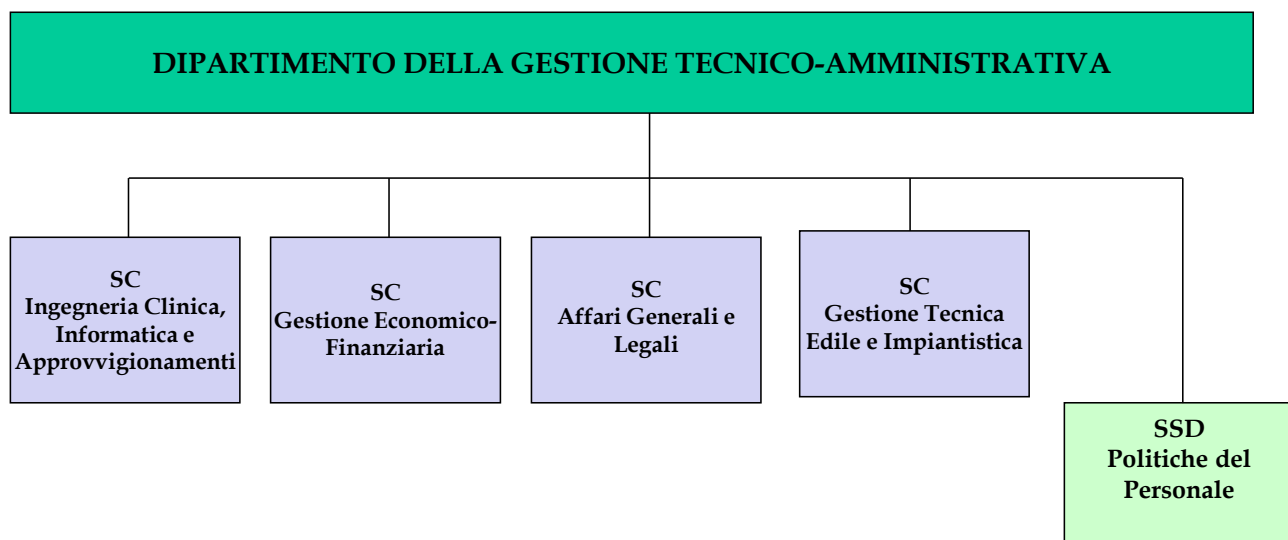 DIPARTIMENTO DELLA GESTIONE TECNICO-AMMINISTRATIVA
SC
Ingegneria Clinica,
Informatica e
Approvvigionamenti
SC
Gestione Economico-
Finanziaria
SC
Affari Generali e
Legali
SC
Gestione Tecnica
Edile e Impiantistica
SSD
Politiche del
Personale